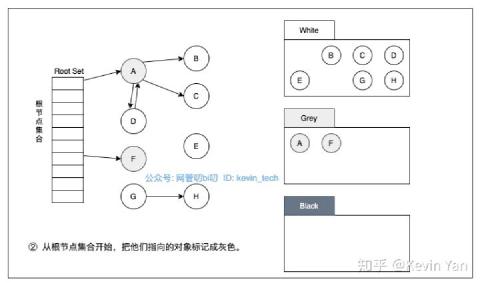 White
B C D
E G H
Root Set
根节点集合
A
B
C
D
E
F
G
H
Grey
A F
公众号: 网管叨bi叨 ID: kevin_tech
Black
② 从根节点集合开始，把他们指向的对象标记成灰色。
知乎 @Kevin Yan